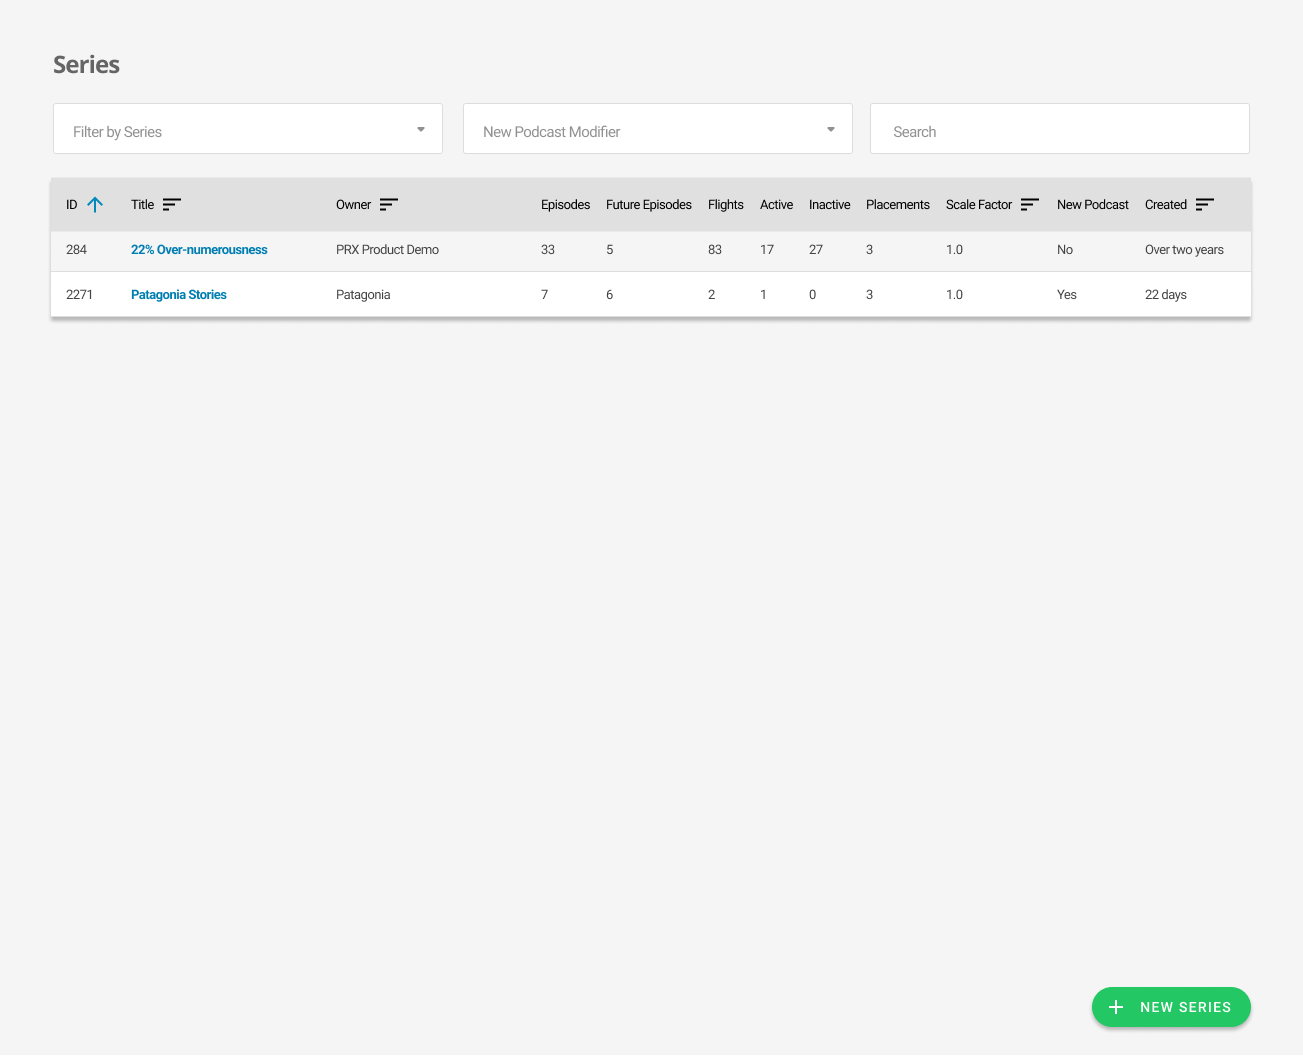 Series
Filter by Series New Podcast Modifier Search
ID Title Owner Episodes Future Episodes Flights Active Inactive Placements Scale Factor New Podcast Created
284 22% Over-numerousness PRX Product Demo 33 5 83 17 27 3 1.0 No Over two years
2271 Patagonia Stories Patagonia 7 6 2 1 0 3 1.0 Yes 22 days
NEW SERIES